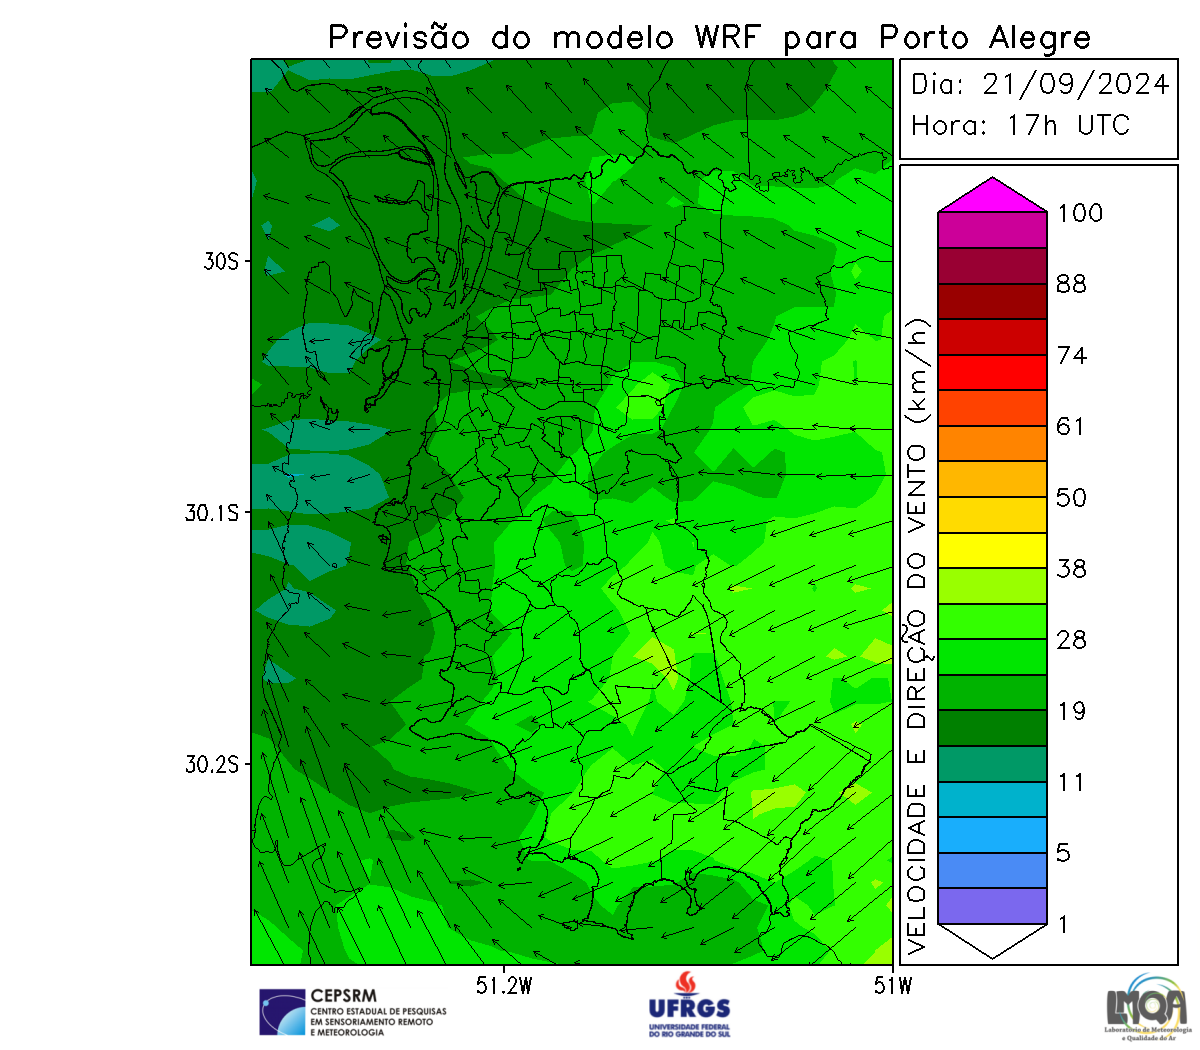 Previsão do modelo WRF para Porto Alegre
Dia: 21/09/2024
Hora: 17h UTC
30S
30.1S
30.2S
51.2W
51W
VELOCIDADE E DIREÇÃO DO VENTO (km/h)
100
88
74
61
50
38
28
19
11
5
1
CEPSRM
CENTRO ESTADUAL DE PESQUISAS
EM SENSORIAMENTO REMOTO
E METEOROLOGIA
UFRGS
UNIVERSIDADE FEDERAL
DO RIO GRANDE DO SUL
LMQA
Laboratório de Meteorologia
e Qualidade do Ar